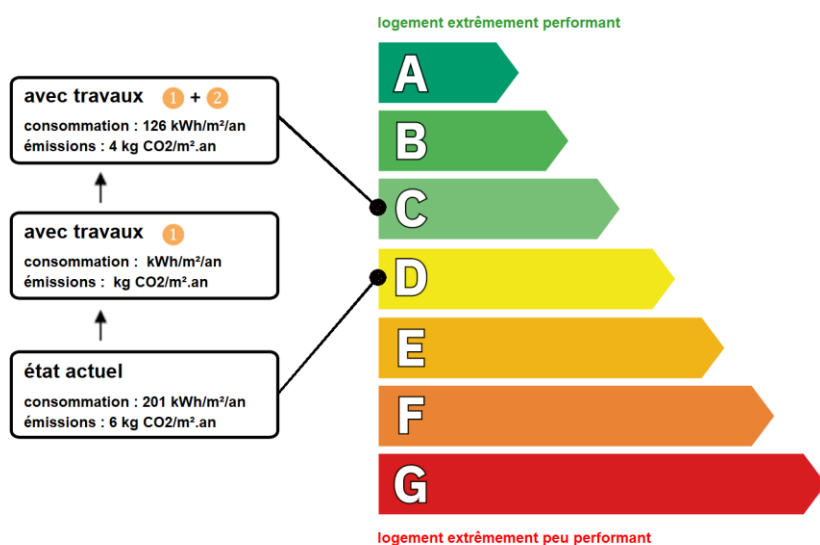 logement extrêmement performant
A
avec travaux 1 + 2
consommation : 126 kWh/m²/an
émissions : 4 kg CO2/m².an
B
C
avec travaux 1
consommation : kWh/m²/an
émissions : kg CO2/m².an
D
E
état actuel
consommation : 201 kWh/m²/an
émissions : 6 kg CO2/m².an
F
G
logement extrêmement peu performant